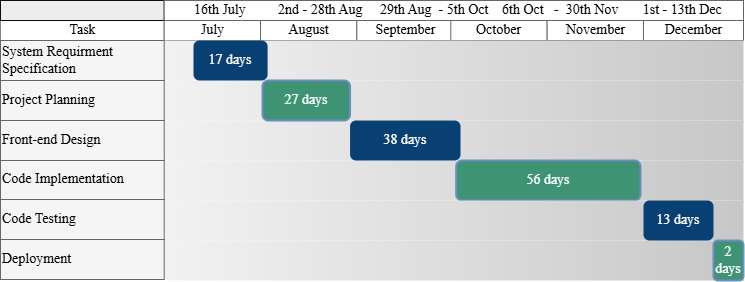 16th July 2nd - 28th Aug 29th Aug - 5th Oct 6th Oct - 30th Nov 1st - 13th Dec
Task July August September October November December
System Requirment
Specification
17 days
Project Planning
27 days
Front-end Design
38 days
Code Implementation
56 days
Code Testing
13 days
Deployment
2
days